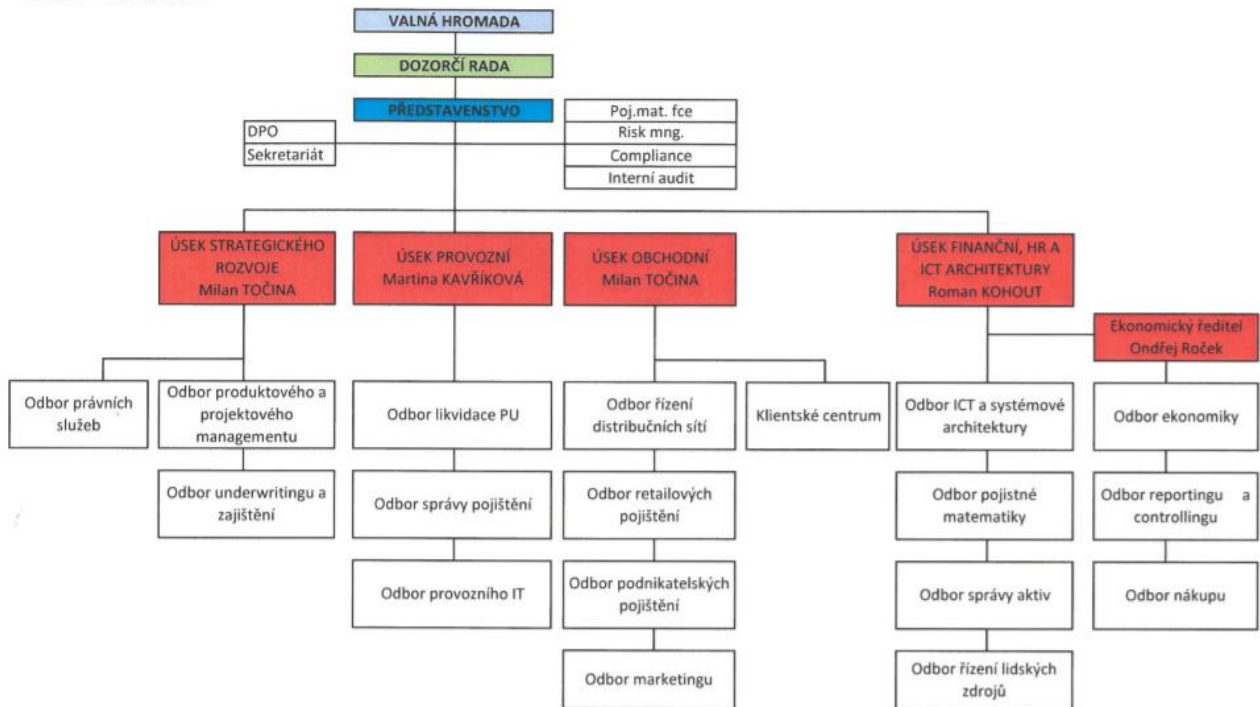 VALNÁ HROMADA
DOZORČÍ RADA
PŘEDSTAVENSTVO
DPO
Sekretariát
Poj.mat. fce
Risk mng.
Compliance
Interní audit
ÚSEK STRATEGICKÉHO
ROZVOJE
Milan TOČINA
ÚSEK PROVOZNÍ
Martina KAVŘÍKOVÁ
ÚSEK OBCHODNÍ
Milan TOČINA
ÚSEK FINANČNÍ, HR A
ICT ARCHITEKTURY
Roman KOHOUT
Ekonomický ředitel
Ondřej Roček
Odbor právních
služeb
Odbor produktového a
projektového
managementu
Odbor likvidace PU
Odbor řízení
distribučních sítí
Klientské centrum
Odbor ICT a systémové
architektury
Odbor ekonomiky
Odbor underwritingu a
zajištění
Odbor správy pojištění
Odbor retailových
pojištění
Odbor pojistné
matematiky
Odbor reportingu a
controllingu
Odbor provozního IT
Odbor podnikatelských
pojištění
Odbor správy aktiv
Odbor nákupu
Odbor marketingu
Odbor řízení lidských
zdrojů